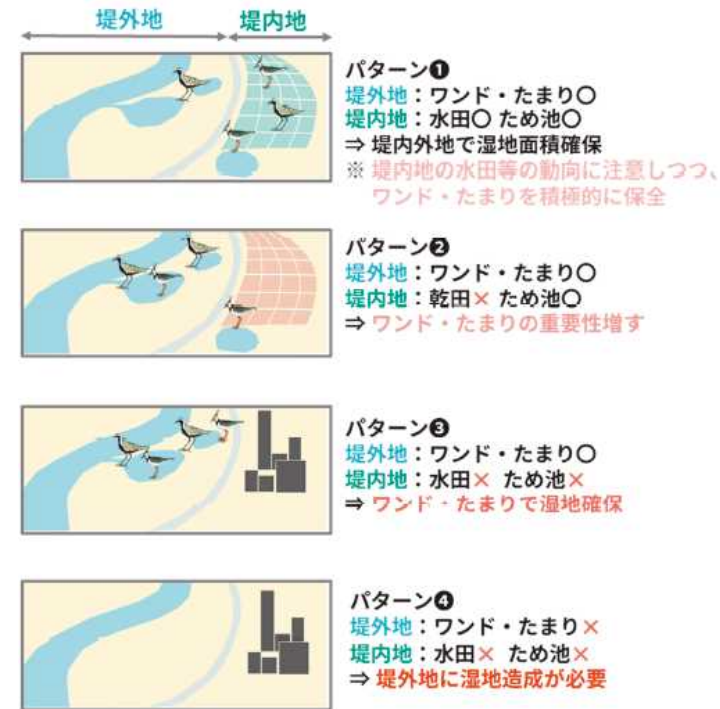 堤外地 堤内地
パターン❶
堤外地：ワンド・たまり〇
堤内地：水田〇 ため池〇
⇒ 堤内外地で湿地面積確保
※ 堤内地の水田等の動向に注意しつつ、
ワンド・たまりを積極的に保全
パターン❷
堤外地：ワンド・たまり〇
堤内地：乾田× ため池〇
⇒ ワンド・たまりの重要性増す
パターン❸
堤外地：ワンド・たまり〇
堤内地：水田× ため池×
⇒ ワンド・たまりで湿地確保
パターン❹
堤外地：ワンド・たまり×
堤内地：水田× ため池×
⇒ 堤外地に湿地造成が必要